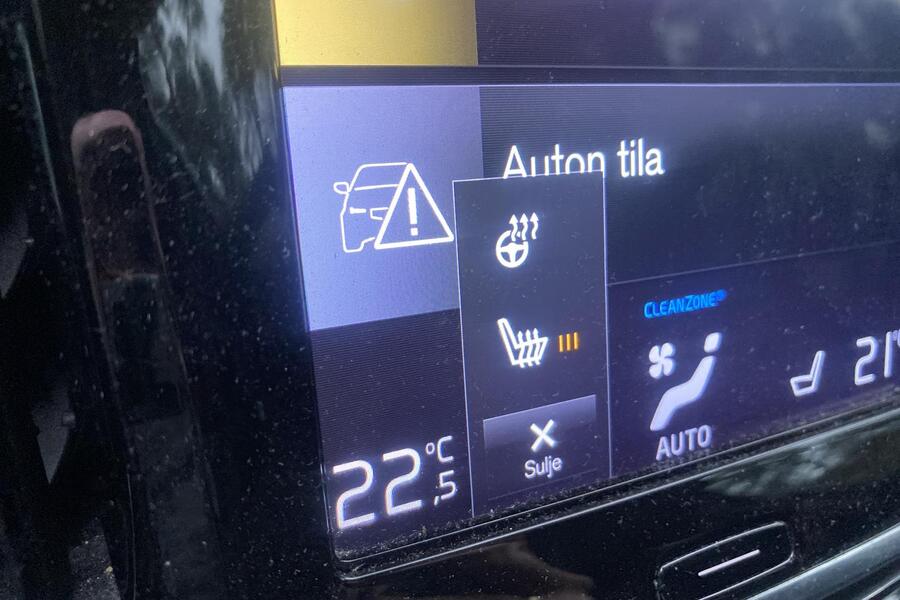 Auton tila
CLEANZONE®
22,5 °C
Sulje
AUTO
21°